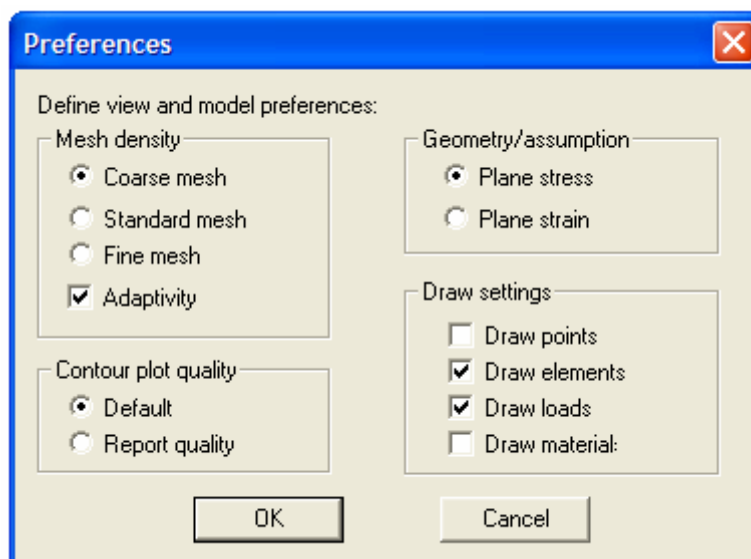 Preferences
Define view and model preferences:
Mesh density
Coarse mesh
Standard mesh
Fine mesh
Adaptivity
Contour plot quality
Default
Report quality
Geometry/assumption
Plane stress
Plane strain
Draw settings
Draw points
Draw elements
Draw loads
Draw material
OK
Cancel